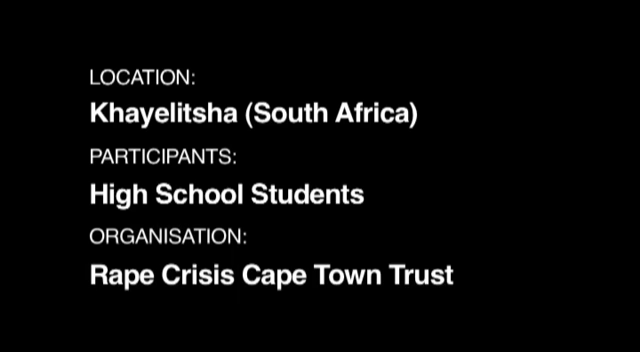 LOCATION:
Khayelitsha (South Africa)
PARTICIPANTS:
High School Students
ORGANISATION:
Rape Crisis Cape Town Trust